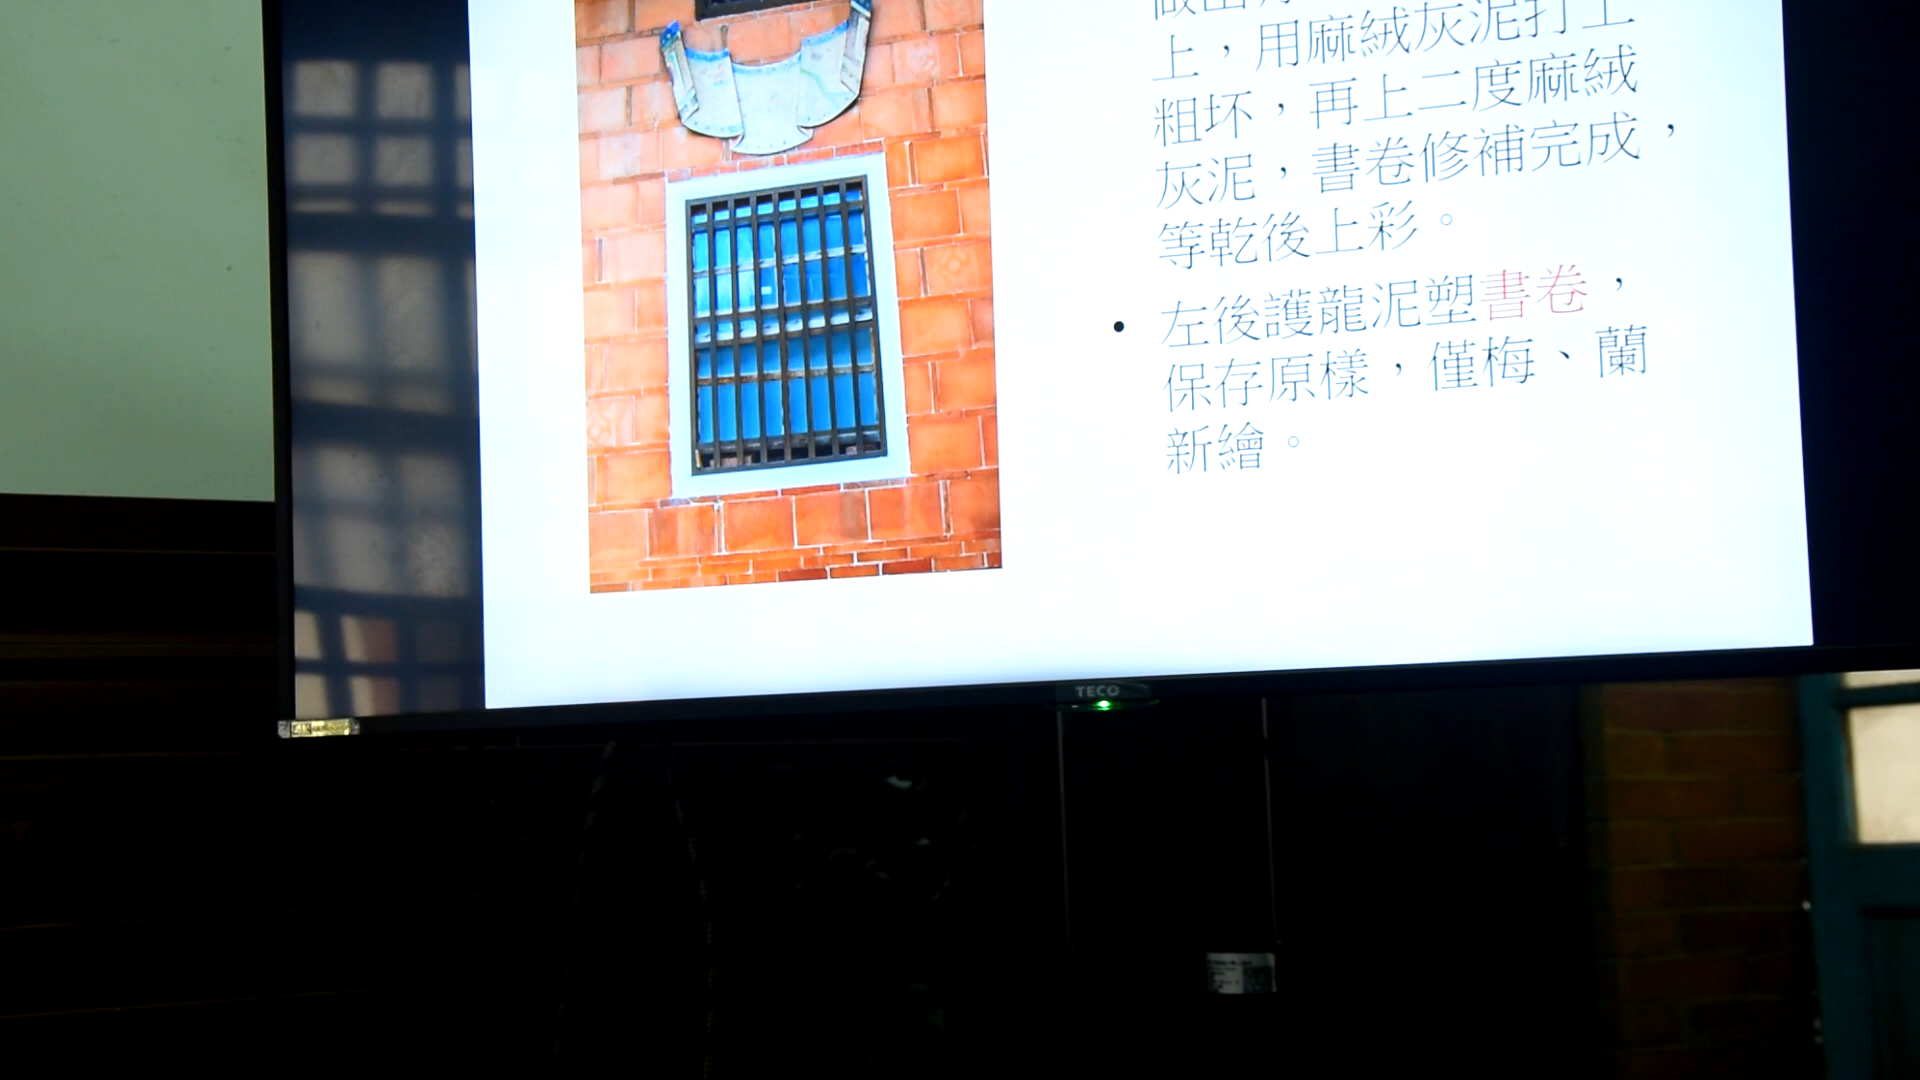 上，用麻絨灰泥打上
粗坏，再上二度麻絨
灰泥，書卷修補完成，
等乾後上彩。
• 左後護龍泥塑書卷，
保存原樣，僅梅、蘭
新繪。
TECO